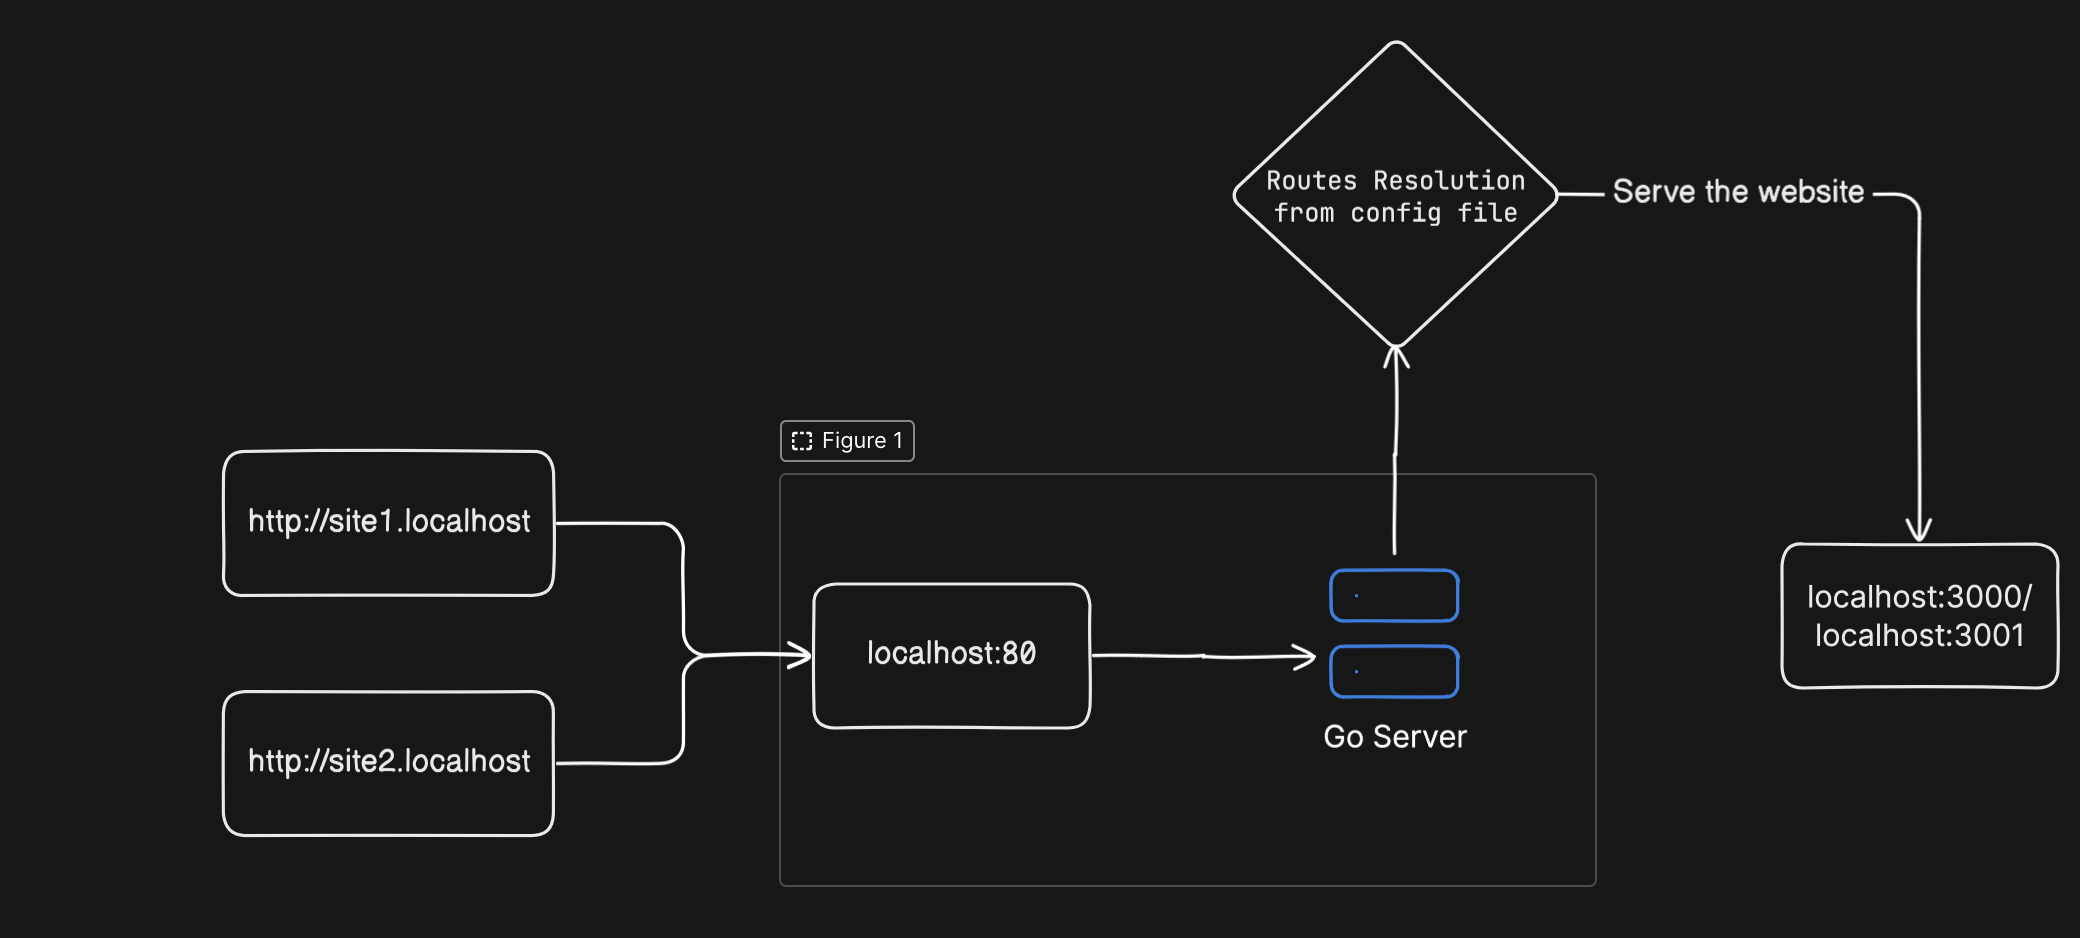 Routes Resolution
from config file
Serve the website
Figure 1
http://site1.localhost
localhost:80
http://site2.localhost
Go Server
localhost:3000/
localhost:3001